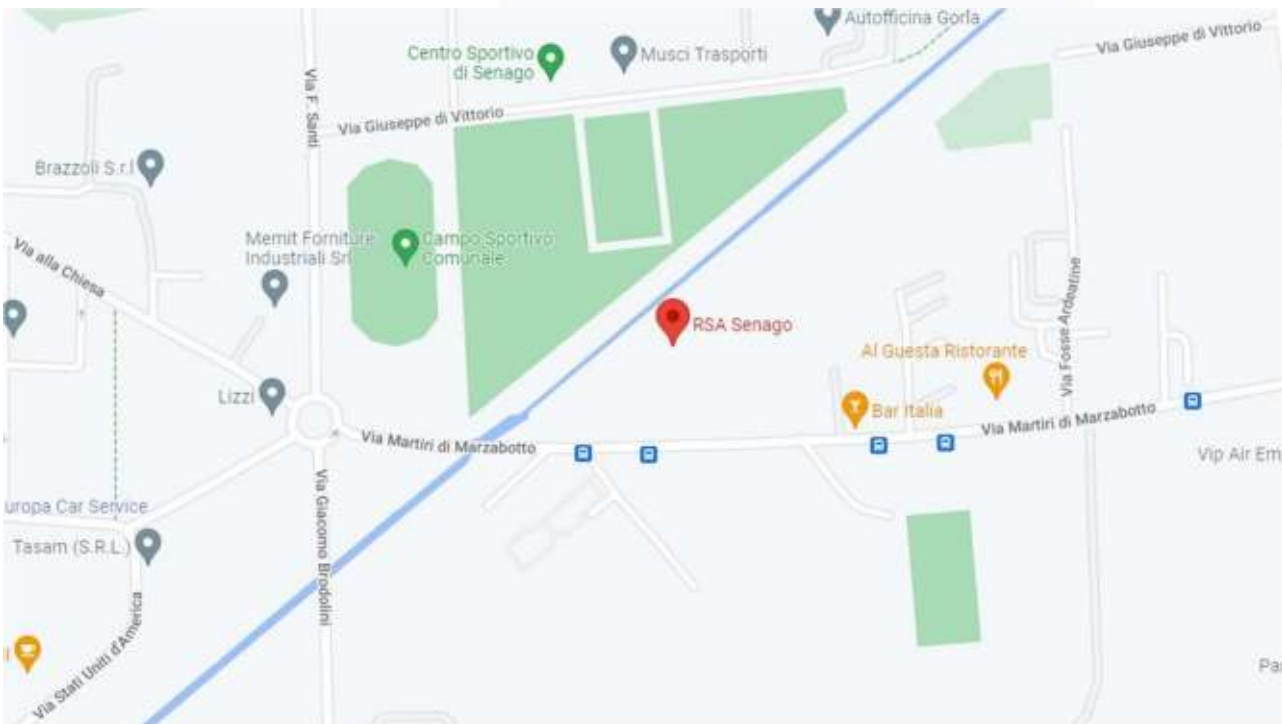 Autofficina Gorla
Via Giuseppe di Vittorio
Centro Sportivo
di Senago
Musci Trasporti
Via F. Santi
Via Giuseppe di Vittorio
Brazzoli S.r.l
Via alla Chiesa
Memit Forniture
Industriali Srl
Campo Sportivo
Comunale
RSA Senago
Via Fosse Ardeatine
Al Guesta Ristorante
Lizzi
Bar Italia
Via Martiri di Marzabotto
Via Martiri di Marzabotto
Vip Air Em
Via Giacomo Brodolini
uropa Car Service
Tasam (S.R.L.)
Via Stati Uniti d'America
Pa